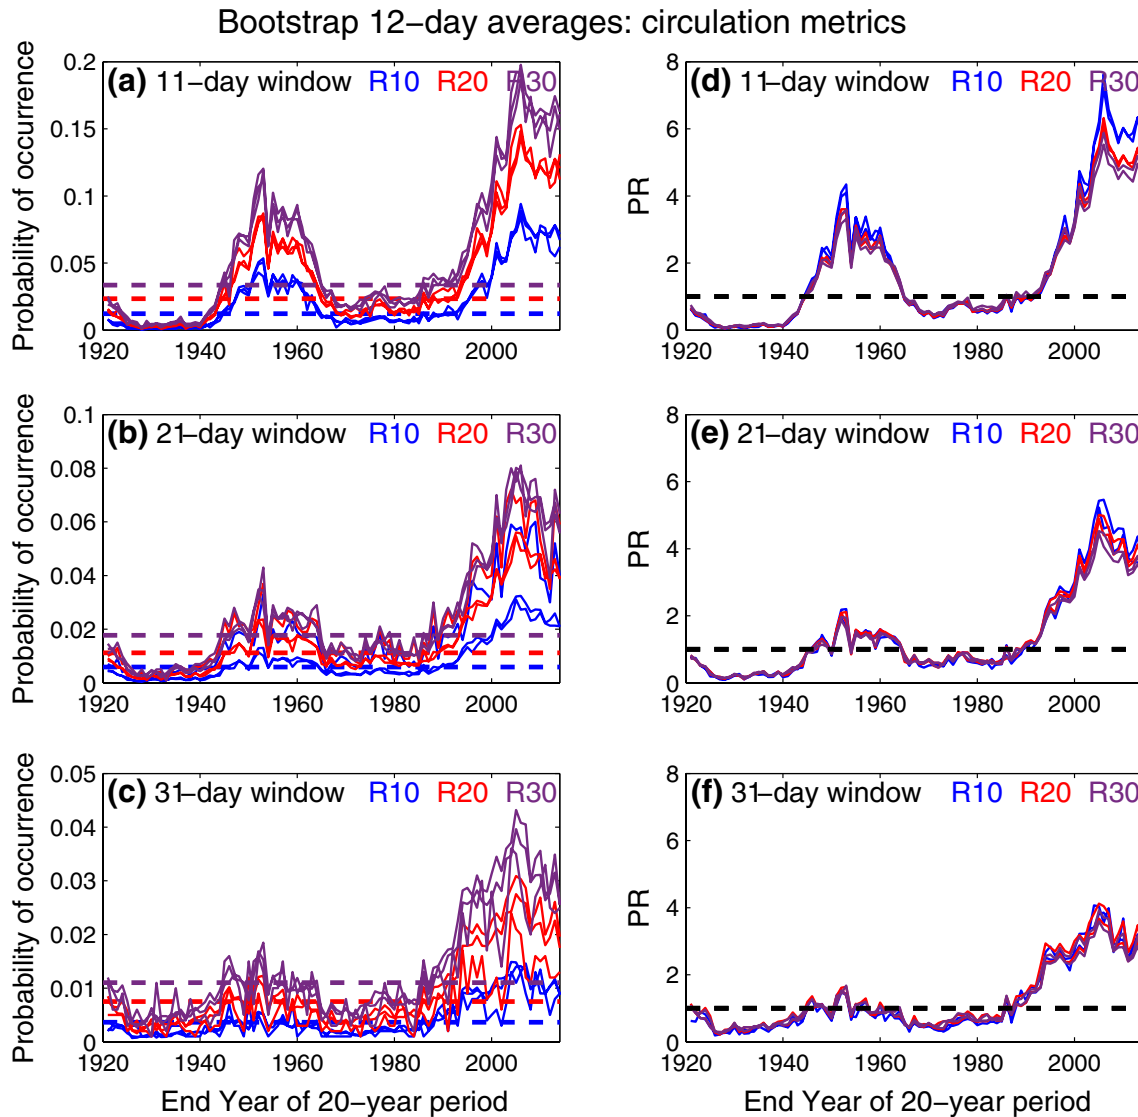 Bootstrap 12–day averages: circulation metrics
(a) 11–day window R10 R20 R30
Probability of occurrence
0.2
0.15
0.1
0.05
0
1920 1940 1960 1980 2000
(d) 11–day window R10 R20 R30
PR
8
6
4
2
0
1920 1940 1960 1980 2000
(b) 21–day window R10 R20 R30
Probability of occurrence
0.1
0.08
0.06
0.04
0.02
0
1920 1940 1960 1980 2000
(e) 21–day window R10 R20 R30
PR
8
6
4
2
0
1920 1940 1960 1980 2000
(c) 31–day window R10 R20 R30
Probability of occurrence
0.05
0.04
0.03
0.02
0.01
0
1920 1940 1960 1980 2000
End Year of 20–year period
(f) 31–day window R10 R20 R30
PR
8
6
4
2
0
1920 1940 1960 1980 2000
End Year of 20–year period